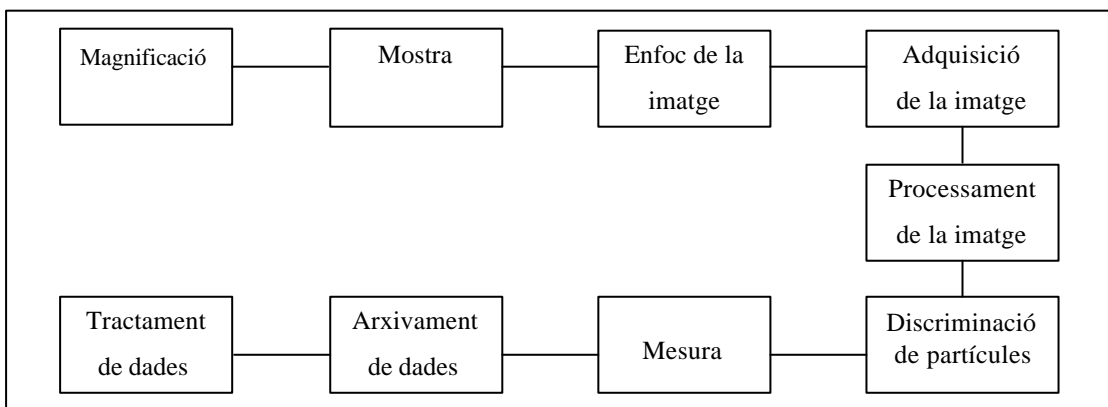 Magnificació
Mostra
Enfoc de la
imatge
Adquisició
de la imatge
Processament
de la imatge
Discriminació
de partícules
Mesura
Arxivament
de dades
Tractament
de dades